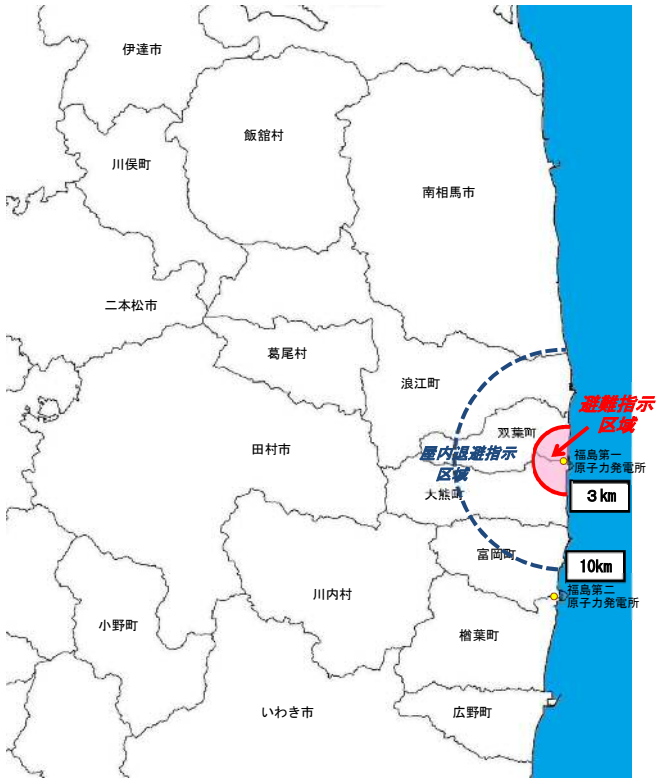 伊達市
飯舘村
川俣町
南相馬市
二本松市
葛尾村
浪江町
避難指示
区域
双葉町
田村市
屋内退避指示
区域
福島第一
原子力発電所
大熊町
3km
富岡町
10km
川内村
福島第二
原子力発電所
小野町
楢葉町
いわき市
広野町